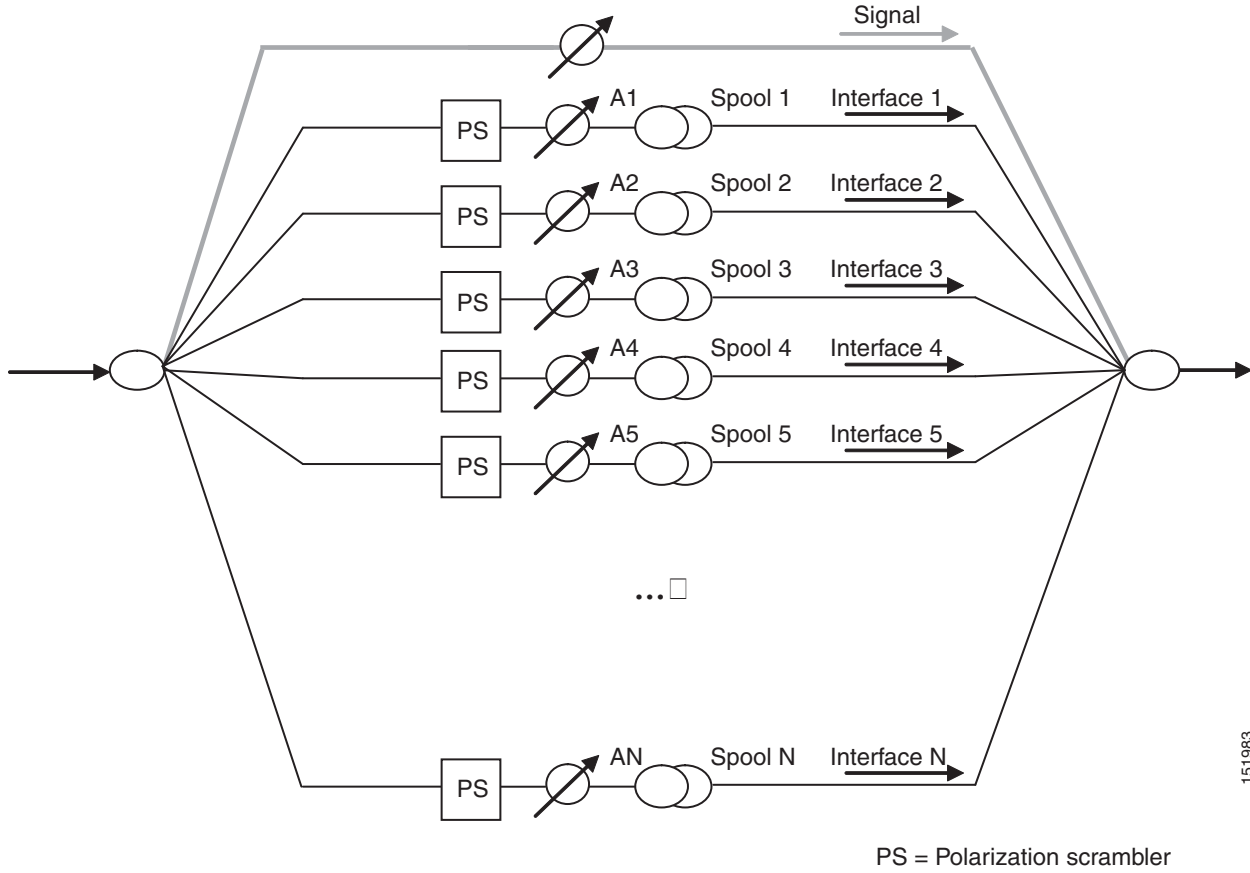 Signal
PS A1 Spool 1 Interface 1
PS A2 Spool 2 Interface 2
PS A3 Spool 3 Interface 3
PS A4 Spool 4 Interface 4
PS A5 Spool 5 Interface 5
...
PS AN Spool N Interface N
151983
PS = Polarization scrambler